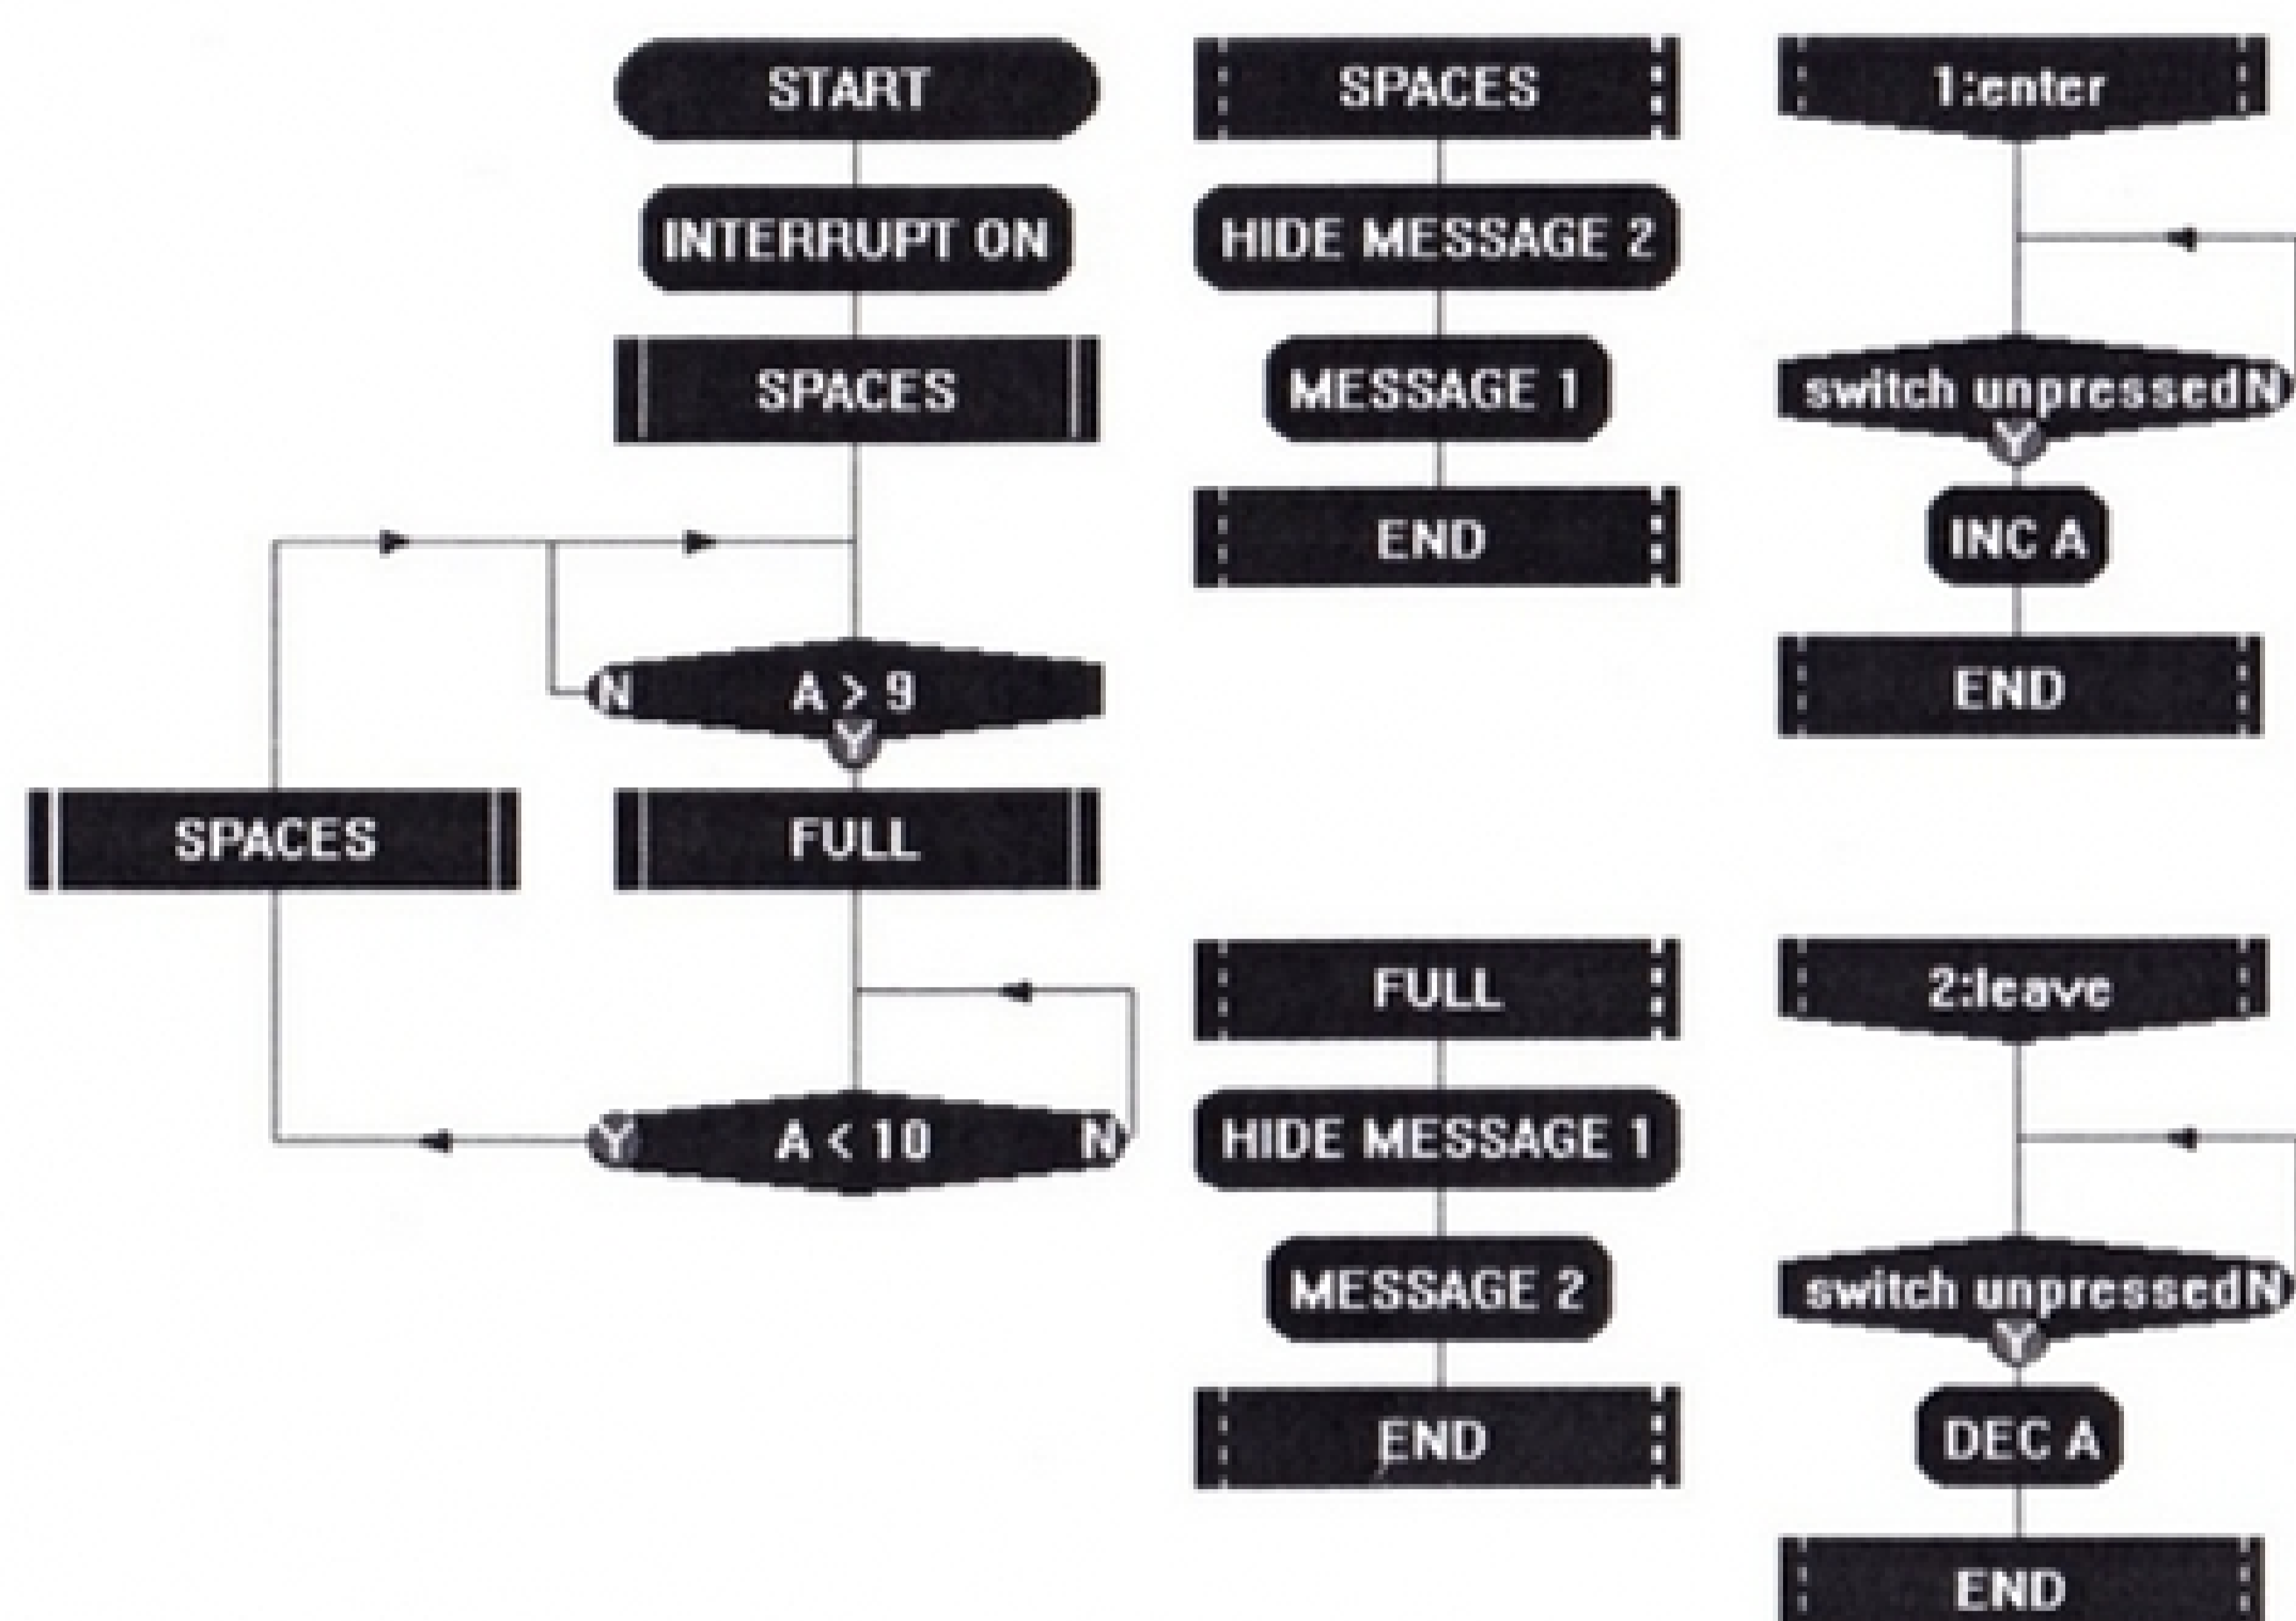 START
INTERRUPT ON
SPACES
N A > 9
Y
SPACES
FULL
Y A < 10 N
SPACES
HIDE MESSAGE 2
MESSAGE 1
END
FULL
HIDE MESSAGE 1
MESSAGE 2
END
1:enter
switch unpressed N
Y
INC A
END
2:leave
switch unpressed N
Y
DEC A
END